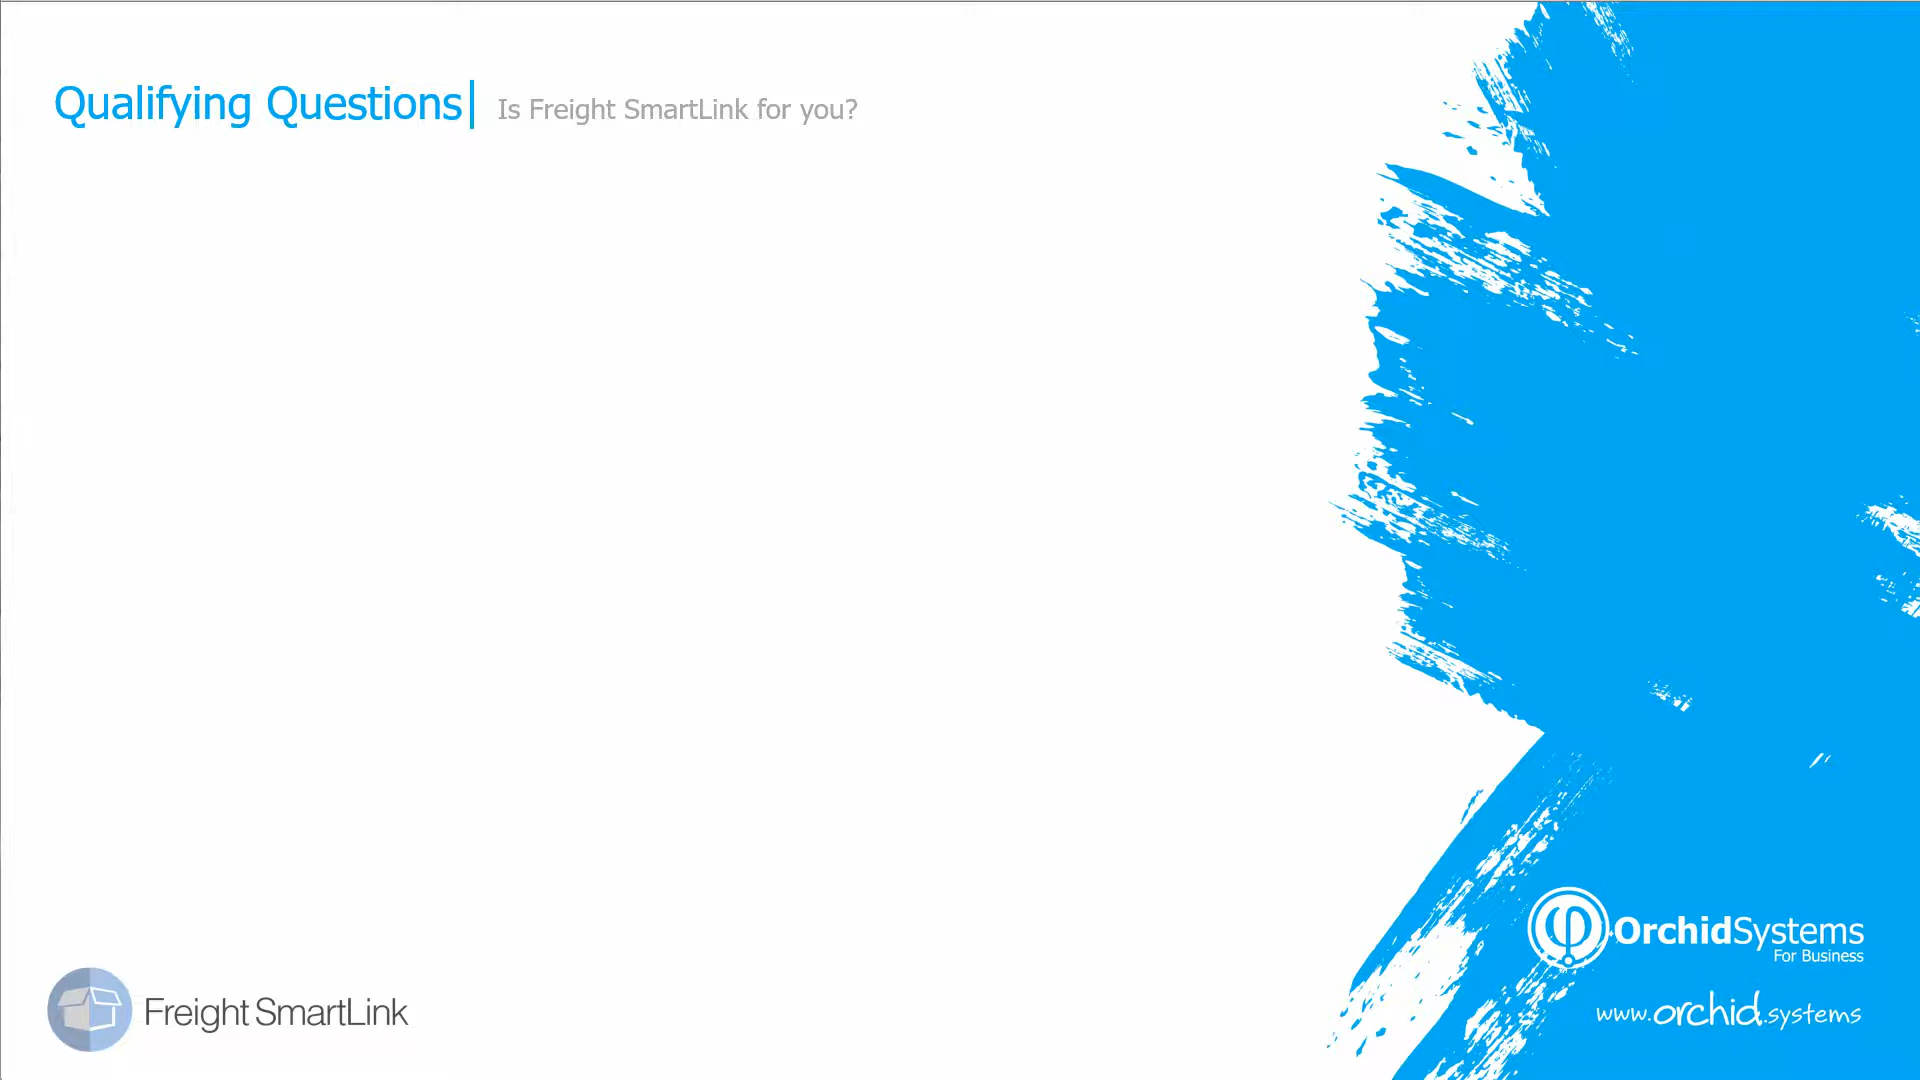 Qualifying Questions Is Freight SmartLink for you?
OrchidSystems
For Business
www.orchid.systems
Freight SmartLink